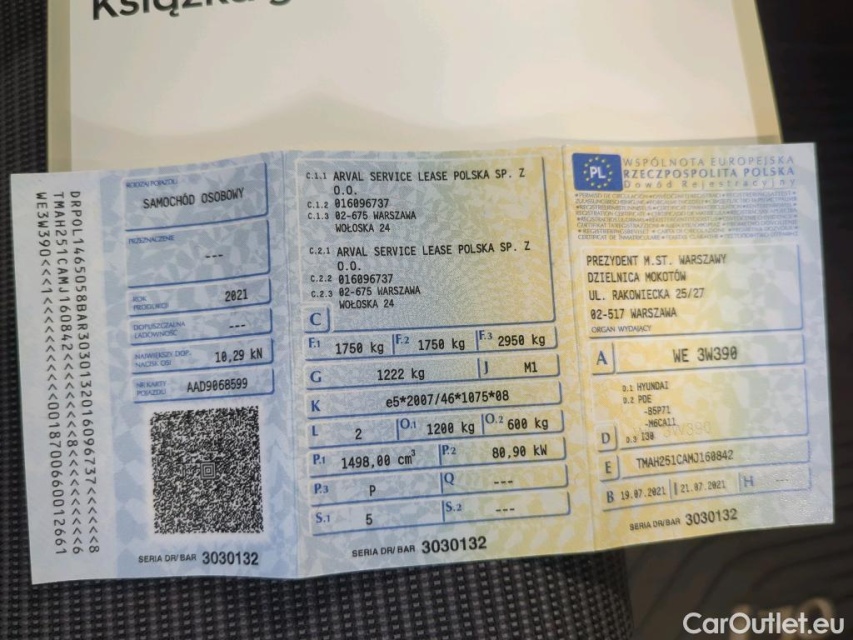 Książka
DRPOL1465058BAR3030132016096737<<<<<8
TMAH251CAMJ160842<<<<<<<8<<<<<<<<<6
WE3W390<<<1<<<<<<<<<00187006600012661
RODZAJ POJAZDU
SAMOCHÓD OSOBOWY
PRZEZNACZENIE
---
ROK PRODUKCJI
2021
DOPUSZCZALNA ŁADOWNOŚĆ
---
NAJWIĘKSZY DOP. NACISK OSI
10,29 kN
NR KARTY POJAZDU
AAD9068599
SERIA DR/BAR 3030132
C.1.1 ARVAL SERVICE LEASE POLSKA SP. Z
O.O.
C.1.2 016096737
C.1.3 02-675 WARSZAWA
WOŁOSKA 24
C.2.1 ARVAL SERVICE LEASE POLSKA SP. Z
O.O.
C.2.2 016096737
C.2.3 02-675 WARSZAWA
WOŁOSKA 24
C
F.1 1750 kg F.2 1750 kg F.3 2950 kg
G 1222 kg J M1
K e5*2007/46*1075*08
L 2 O.1 1200 kg O.2 600 kg
P.1 1498,00 cm³ P.2 80,90 kW
P.3 P Q ---
S.1 5 S.2 ---
SERIA DR/BAR 3030132
PL
WSPÓLNOTA EUROPEJSKA
RZECZPOSPOLITA POLSKA
Dowód Rejestracyjny
PREZYDENT M.ST. WARSZAWY
DZIELNICA MOKOTÓW
UL. RAKOWIECKA 25/27
02-517 WARSZAWA
ORGAN WYDAJĄCY
A WE 3W390
D.1 HYUNDAI
D.2 PDE
-B5P71
-M6CA11
D D.3 I30
E TMAH251CAMJ160842
B 19.07.2021 I 21.07.2021 H ---
SERIA DR/BAR 3030132
CarOutlet.eu